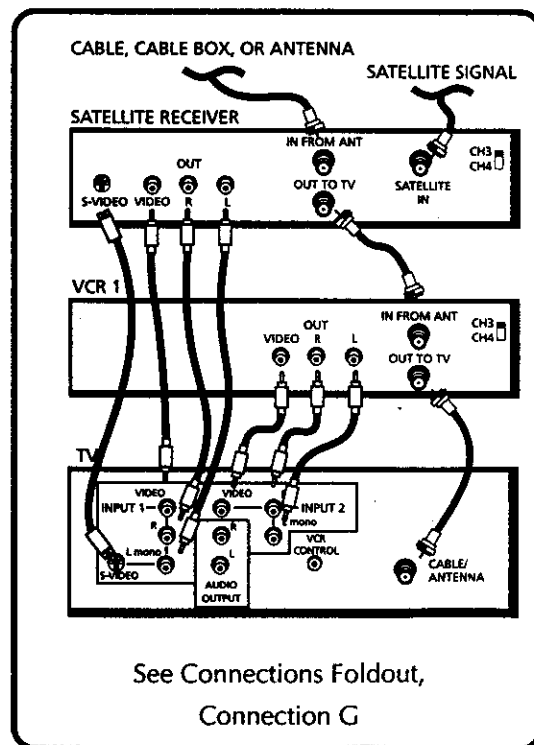 CABLE, CABLE BOX, OR ANTENNA
SATELLITE SIGNAL
SATELLITE RECEIVER
IN FROM ANT
OUT
CH3
CH4
S-VIDEO VIDEO R L
OUT TO TV
SATELLITE
IN
VCR 1
IN FROM ANT
OUT
VIDEO R L
CH3
CH4
OUT TO TV
TV
VIDEO
VIDEO
INPUT 1
INPUT 2
R
R
L mono
VCR
CONTROL
L mono
L
S-VIDEO
AUDIO
OUTPUT
CABLE/
ANTENNA
See Connections Foldout,
Connection G